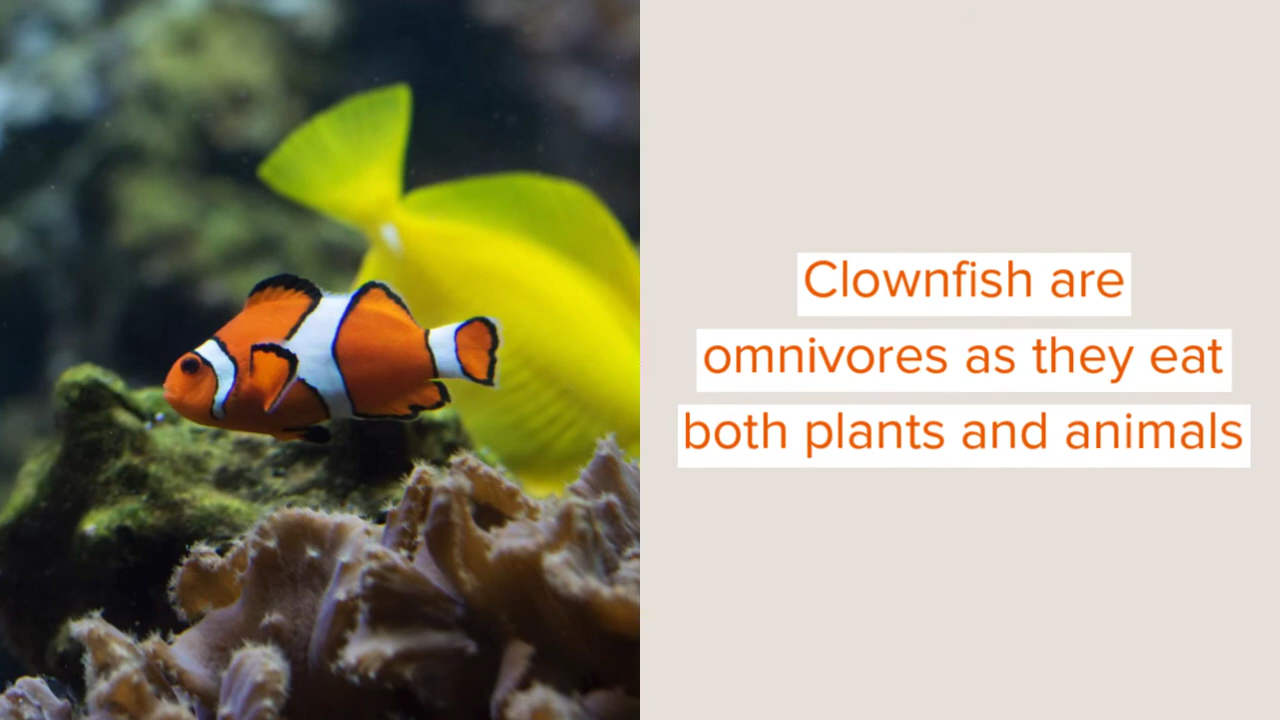 Clownfish are
omnivores as they eat
both plants and animals